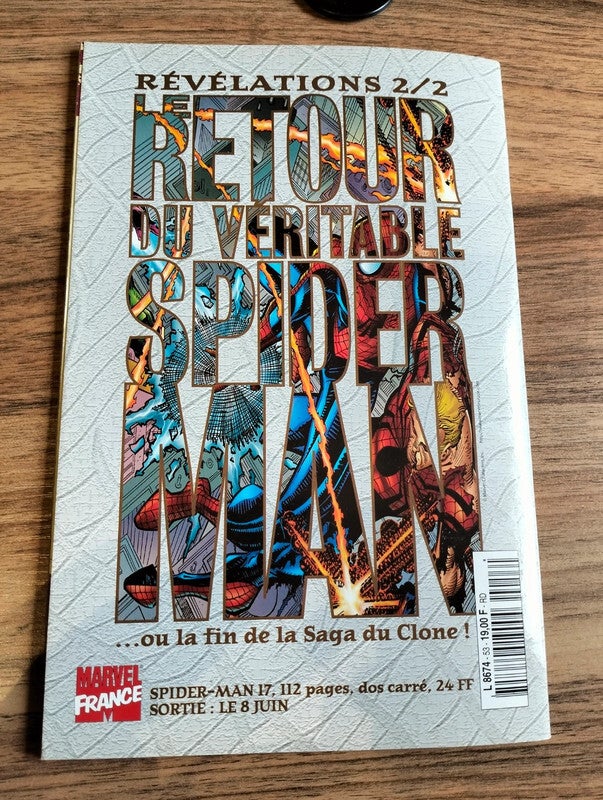 RÉVÉLATIONS 2/2
LE
RETOUR
DU VÉRITABLE
SPIDER
MAN
...ou la fin de la Saga du Clone !
MARVEL
FRANCE
M
SPIDER-MAN 17, 112 pages, dos carré, 24 FF
SORTIE : LE 8 JUIN
L 8674 - 53 - 19,00 F - RD